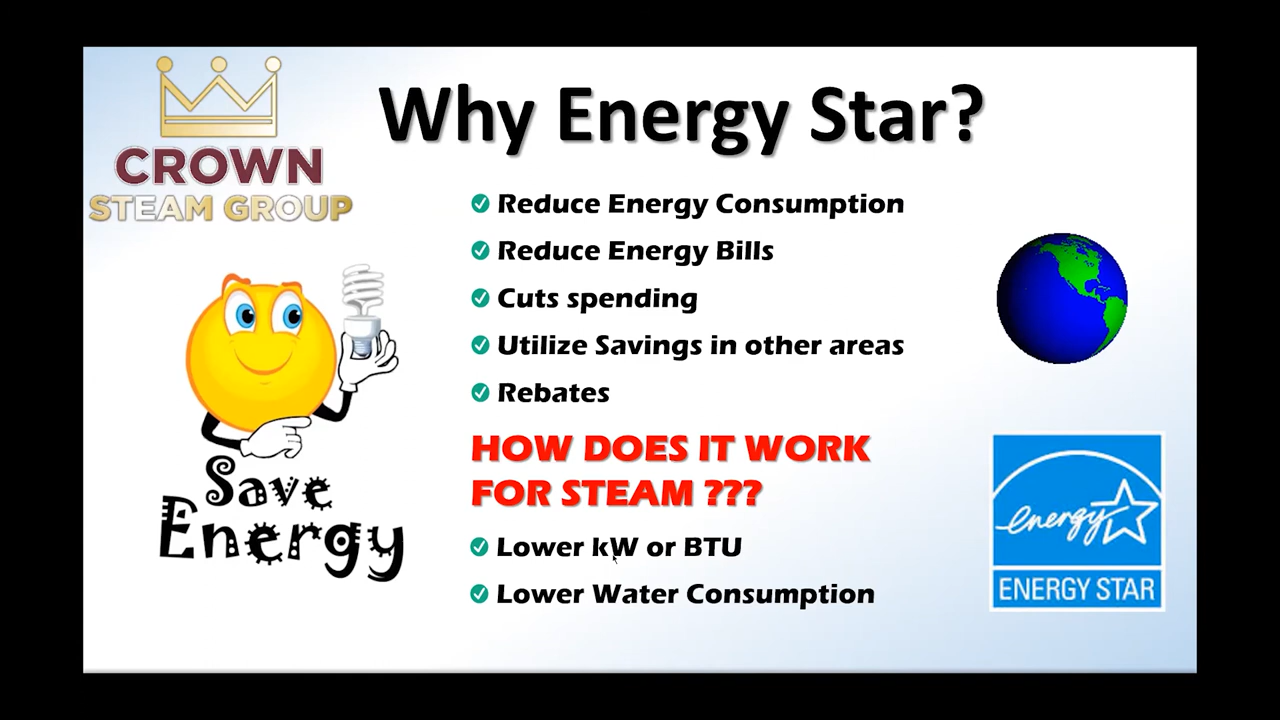 CROWN
STEAM GROUP
Why Energy Star?
Reduce Energy Consumption
Reduce Energy Bills
Cuts spending
Utilize Savings in other areas
Rebates
HOW DOES IT WORK
FOR STEAM ???
Lower kW or BTU
Lower Water Consumption
Save
Energy
energy
ENERGY STAR